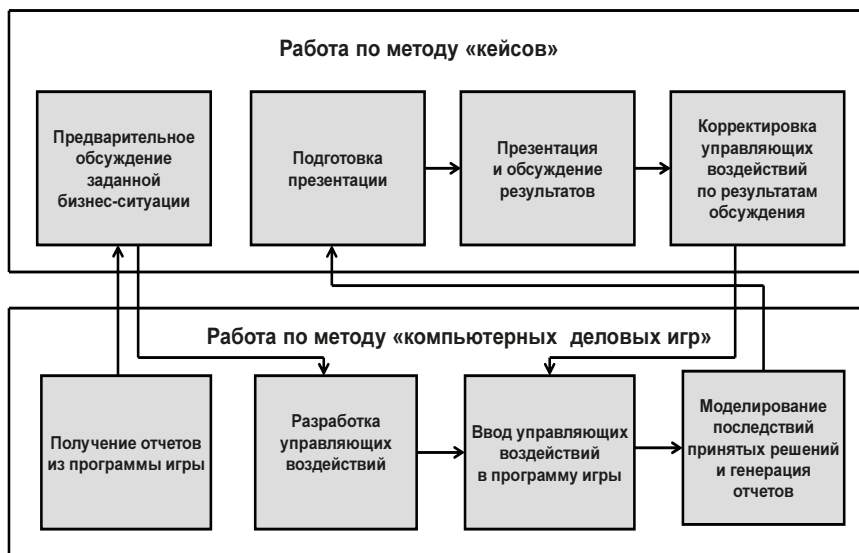 Работа по методу «кейсов»
Предварительное
обсуждение
заданной
бизнес-ситуации
Подготовка
презентации
Презентация
и обсуждение
результатов
Корректировка
управляющих
воздействий
по результатам
обсуждения
Работа по методу «компьютерных деловых игр»
Получение отчетов
из программы игры
Разработка
управляющих
воздействий
Ввод управляющих
воздействий
в программу игры
Моделирование
последствий
принятых решений
и генерация
отчетов